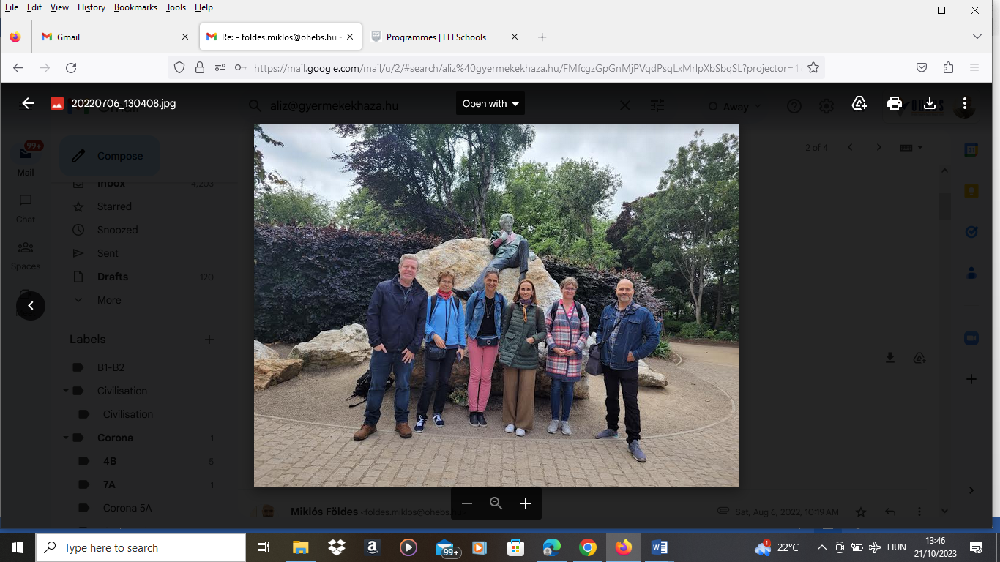 File Edit View History Bookmarks Tools Help
Gmail
Re: - foldes.miklos@ohebs.hu -
Programmes | ELI Schools
https://mail.google.com/mail/u/2/#search/aliz%40gyermekekhaza.hu/FMfcgzGpGnMjPVqdPsqLxMrlpXbSbqSL?projector=1
20220706_130408.jpg
aliz@gyermekekhaza.hu
Open with
Away
99+
Mail
Compose
2 of 4
Inbox 4,203
Chat
Starred
Snoozed
Spaces
Sent
Drafts 120
More
Labels
B1-B2
Civilisation
Civilisation
Corona 1
4B 5
7A 1
Corona 5A
Miklós Földes <foldes.miklos@ohebs.hu>
Sat, Aug 6, 2022, 10:19 AM
Type here to search
99+
1
22°C
HUN
13:46
21/10/2023